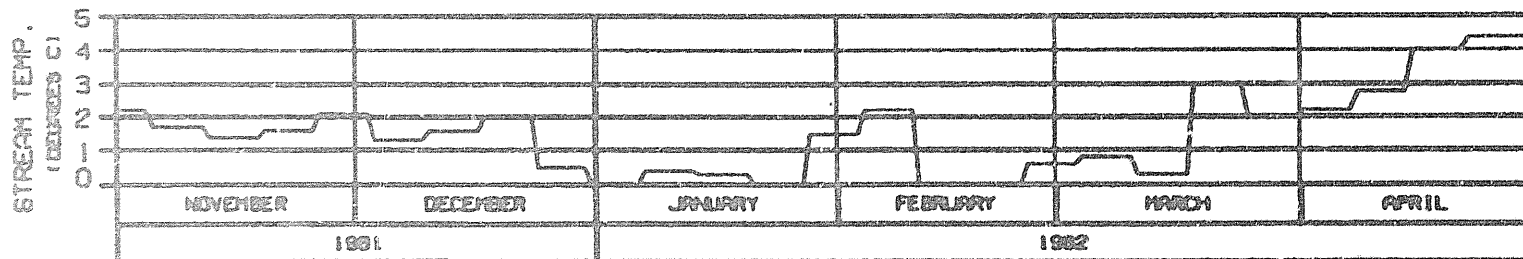 STREAM TEMP.
(DEGREES C)
5
4
3
2
1
0
NOVEMBER DECEMBER JANUARY FEBRUARY MARCH APRIL
1981 1982